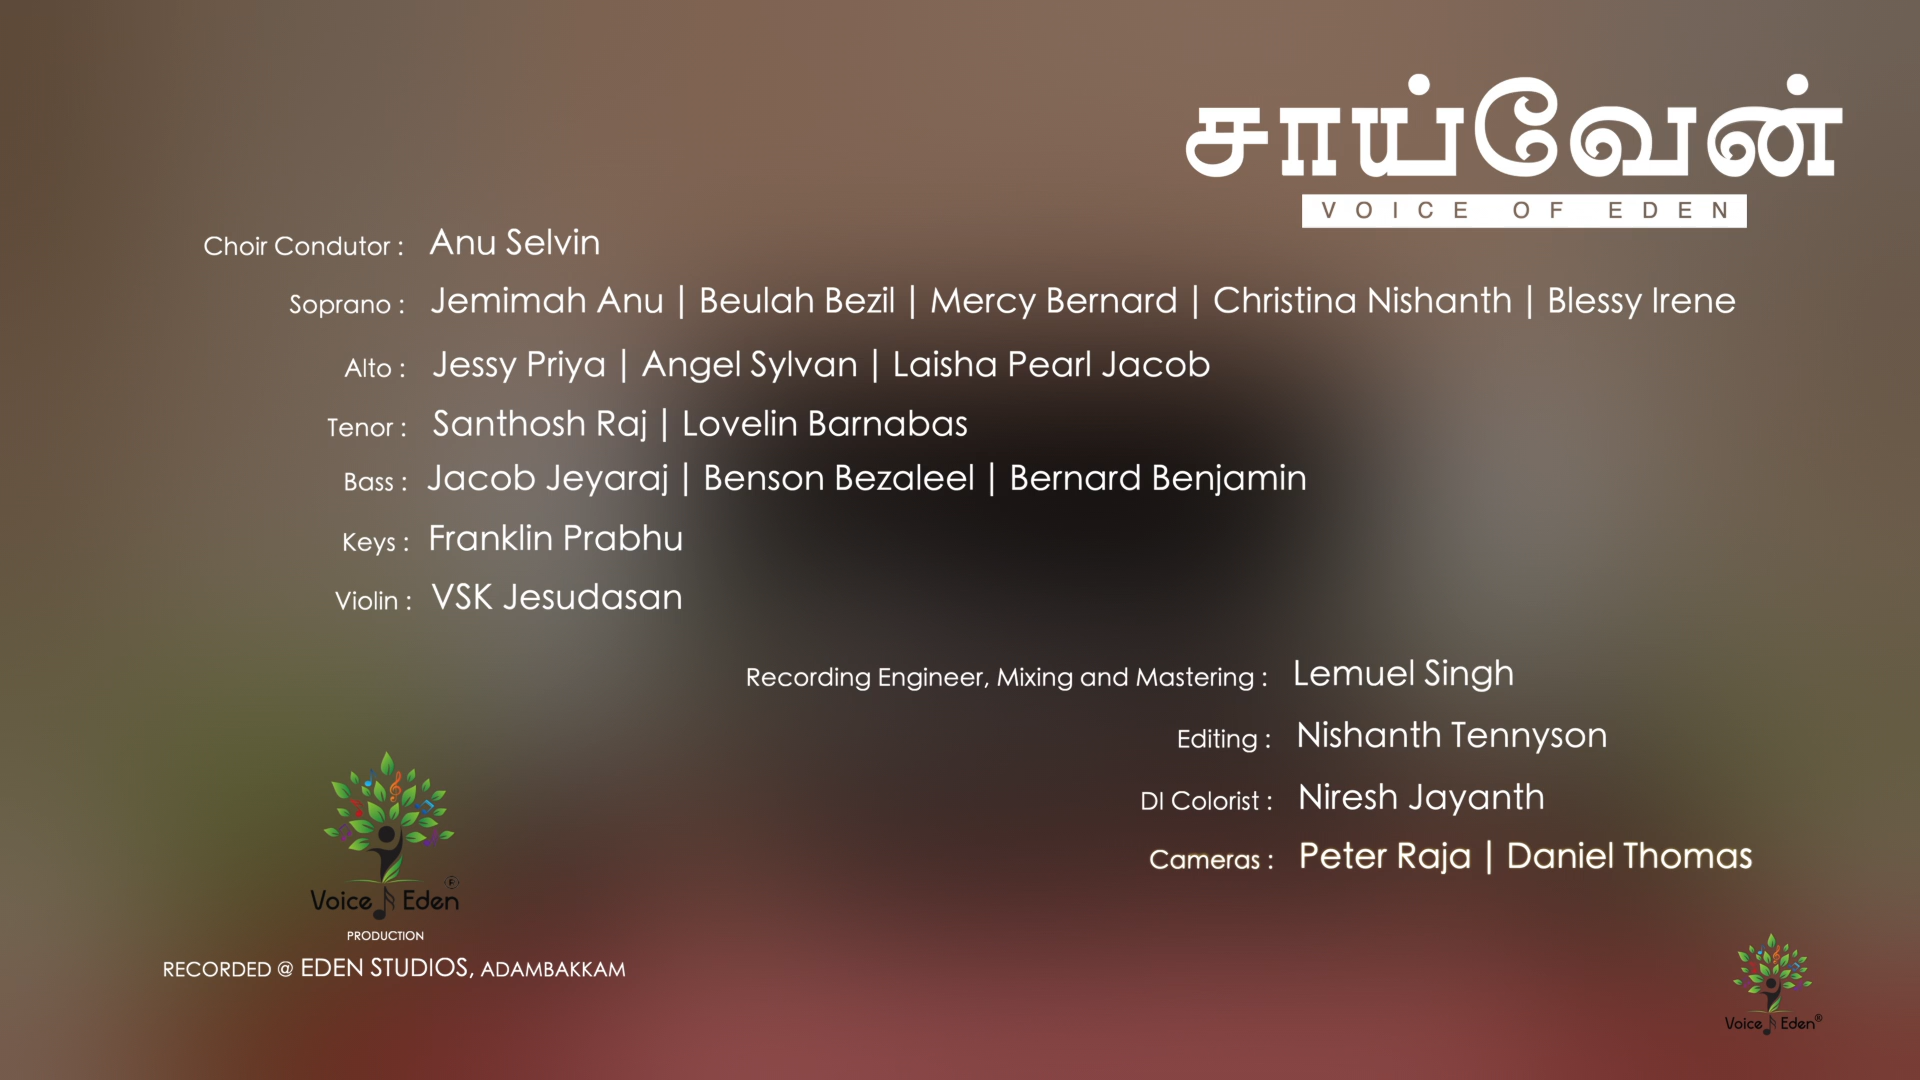 சாய்வேன்
VOICE OF EDEN
Choir Condutor : Anu Selvin
Soprano : Jemimah Anu | Beulah Bezil | Mercy Bernard | Christina Nishanth | Blessy Irene
Alto : Jessy Priya | Angel Sylvan | Laisha Pearl Jacob
Tenor : Santhosh Raj | Lovelin Barnabas
Bass : Jacob Jeyaraj | Benson Bezaleel | Bernard Benjamin
Keys : Franklin Prabhu
Violin : VSK Jesudasan
Recording Engineer, Mixing and Mastering : Lemuel Singh
Editing : Nishanth Tennyson
DI Colorist : Niresh Jayanth
Cameras : Peter Raja | Daniel Thomas
Voice Eden ®
PRODUCTION
RECORDED @ EDEN STUDIOS, ADAMBAKKAM
Voice Eden®